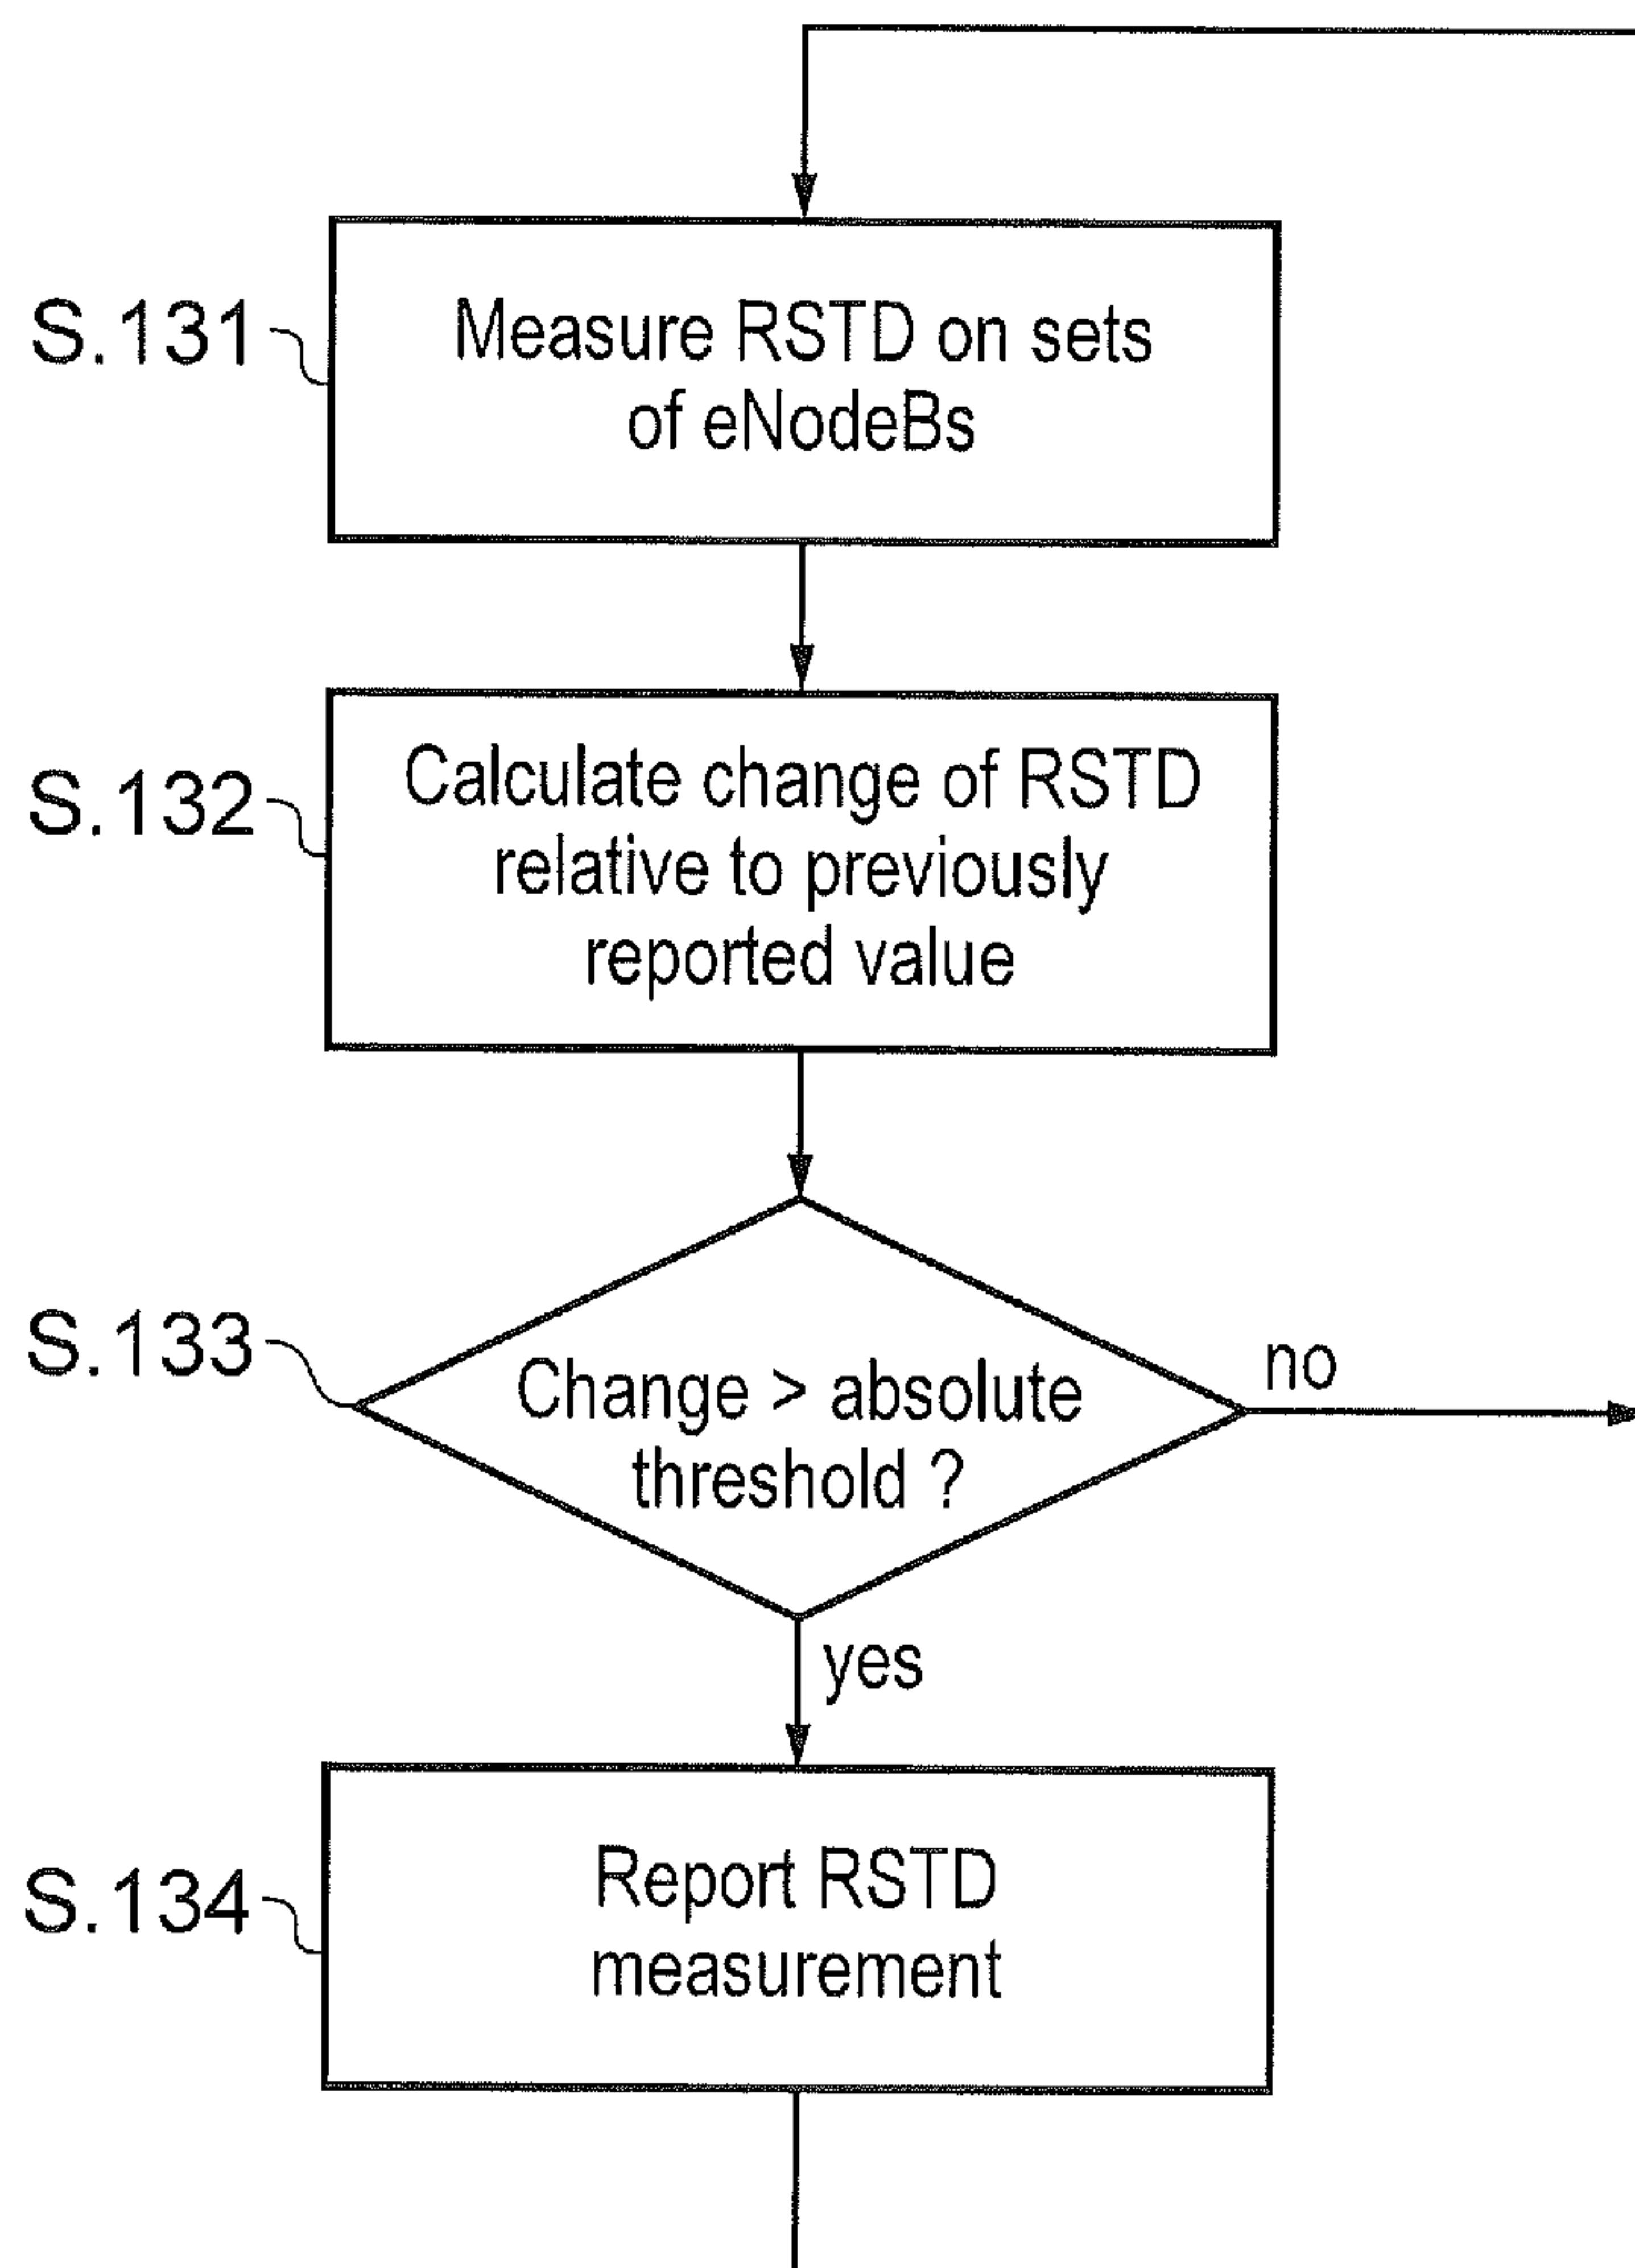 S.131
Measure RSTD on sets
of eNodeBs
S.132
Calculate change of RSTD
relative to previously
reported value
S.133
Change > absolute
threshold ?
no
yes
S.134
Report RSTD
measurement